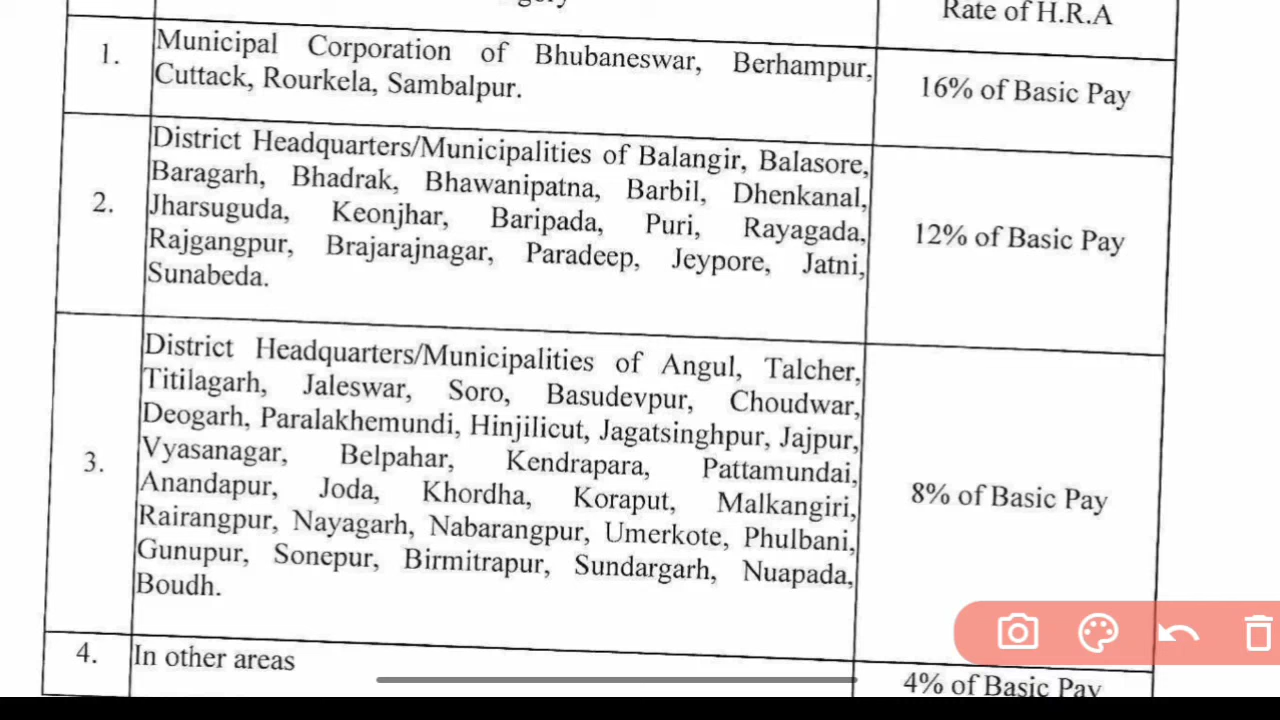 Rate of H.R.A
1.
Municipal Corporation of Bhubaneswar, Berhampur,
Cuttack, Rourkela, Sambalpur.
16% of Basic Pay
2.
District Headquarters/Municipalities of Balangir, Balasore,
Baragarh, Bhadrak, Bhawanipatna, Barbil, Dhenkanal,
Jharsuguda, Keonjhar, Baripada, Puri, Rayagada,
Rajgangpur, Brajarajnagar, Paradeep, Jeypore, Jatni,
Sunabeda.
12% of Basic Pay
3.
District Headquarters/Municipalities of Angul, Talcher,
Titilagarh, Jaleswar, Soro, Basudevpur, Choudwar,
Deogarh, Paralakhemundi, Hinjilicut, Jagatsinghpur, Jajpur,
Vyasanagar, Belpahar, Kendrapara, Pattamundai,
Anandapur, Joda, Khordha, Koraput, Malkangiri,
Rairangpur, Nayagarh, Nabarangpur, Umerkote, Phulbani,
Gunupur, Sonepur, Birmitrapur, Sundargarh, Nuapada,
Boudh.
8% of Basic Pay
4.
In other areas
4% of Basic Pay